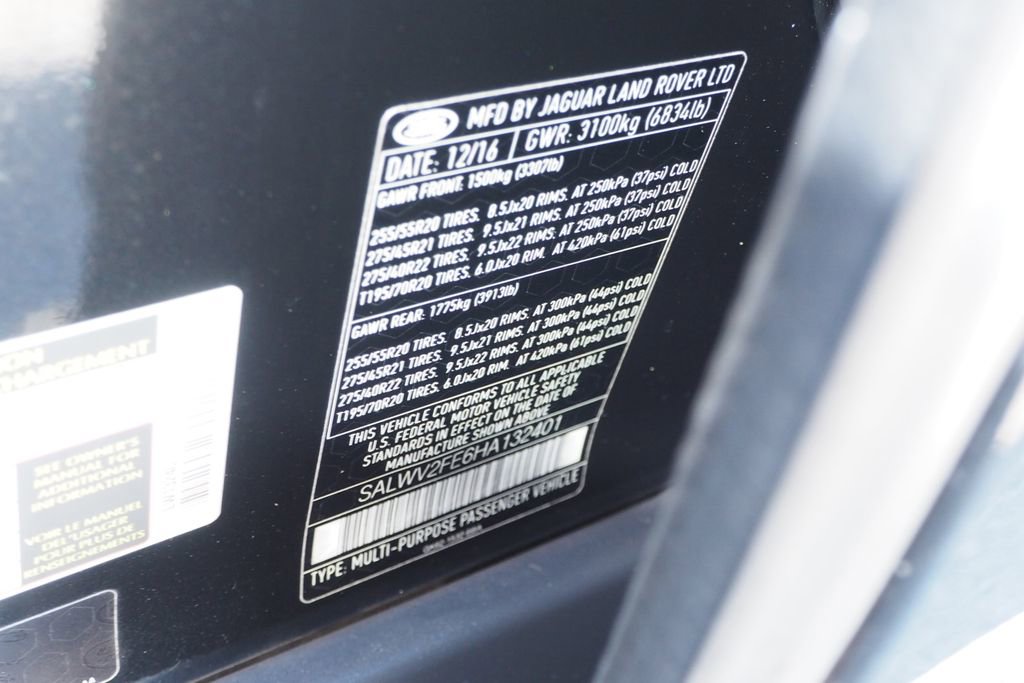 MFD BY JAGUAR LAND ROVER LTD
DATE: 12/16 GWR: 3100kg (6834lb)
GAWR FRONT: 1500kg (3307lb)
255/55R20 TIRES. 8.5Jx20 RIMS. AT 250kPa (37psi) COLD
275/45R21 TIRES. 9.5Jx21 RIMS. AT 250kPa (37psi) COLD
275/40R22 TIRES. 9.5Jx22 RIMS. AT 250kPa (37psi) COLD
T195/70R20 TIRES. 6.0Jx20 RIM. AT 420kPa (61psi) COLD
GAWR REAR: 1775kg (3913lb)
255/55R20 TIRES. 8.5Jx20 RIMS. AT 300kPa (44psi) COLD
275/45R21 TIRES. 9.5Jx21 RIMS. AT 300kPa (44psi) COLD
275/40R22 TIRES. 9.5Jx22 RIMS. AT 300kPa (44psi) COLD
T195/70R20 TIRES. 6.0Jx20 RIM. AT 420kPa (61psi) COLD
THIS VEHICLE CONFORMS TO ALL APPLICABLE
U.S. FEDERAL MOTOR VEHICLE SAFETY
STANDARDS IN EFFECT ON THE DATE OF
MANUFACTURE SHOWN ABOVE
SALWV2FE6HA132401
TYPE: MULTI-PURPOSE PASSENGER VEHICLE
SEE OWNER'S
MANUAL FOR
ADDITIONAL
INFORMATION
VOIR LE MANUEL
DE L'USAGER
POUR PLUS DE
RENSEIGNEMENTS